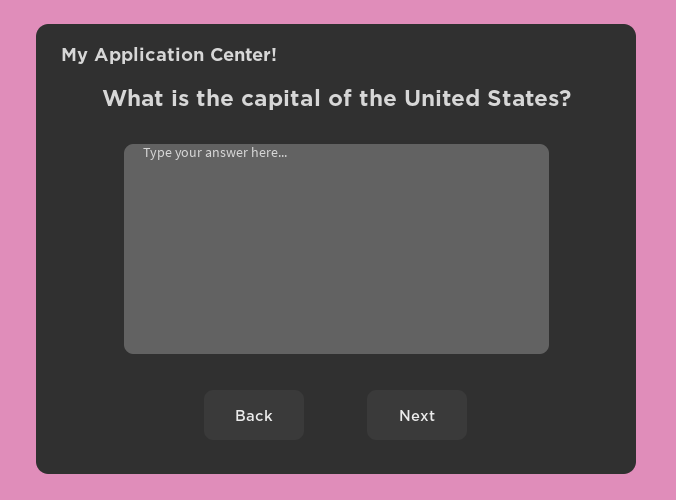 My Application Center!
What is the capital of the United States?
Type your answer here...
Back
Next